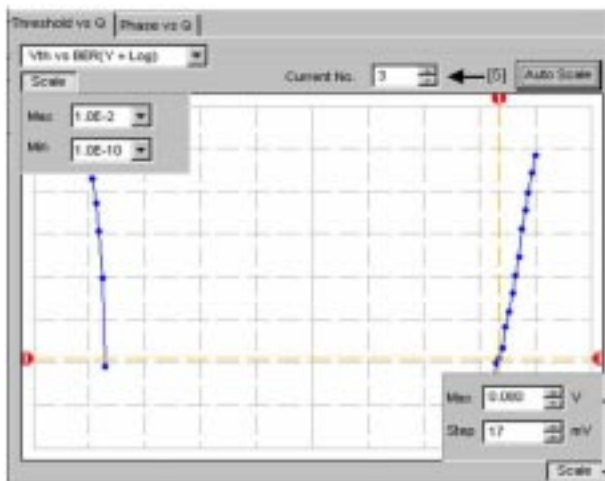 Threshold vs Q Phase vs Q
Vth vs BER(Y = Log)
Current No. 3 [5] Auto Scale
Scale
Max 1.0E-2
Min 1.0E-10
Max 0.000 V
Step 17 mV
Scale